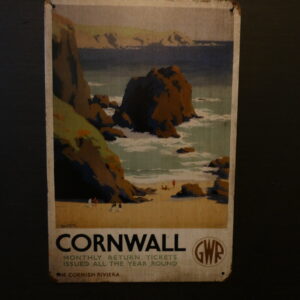 CORNWALL
MONTHLY RETURN TICKETS
ISSUED ALL THE YEAR ROUND
GWR
THE CORNISH RIVIERA